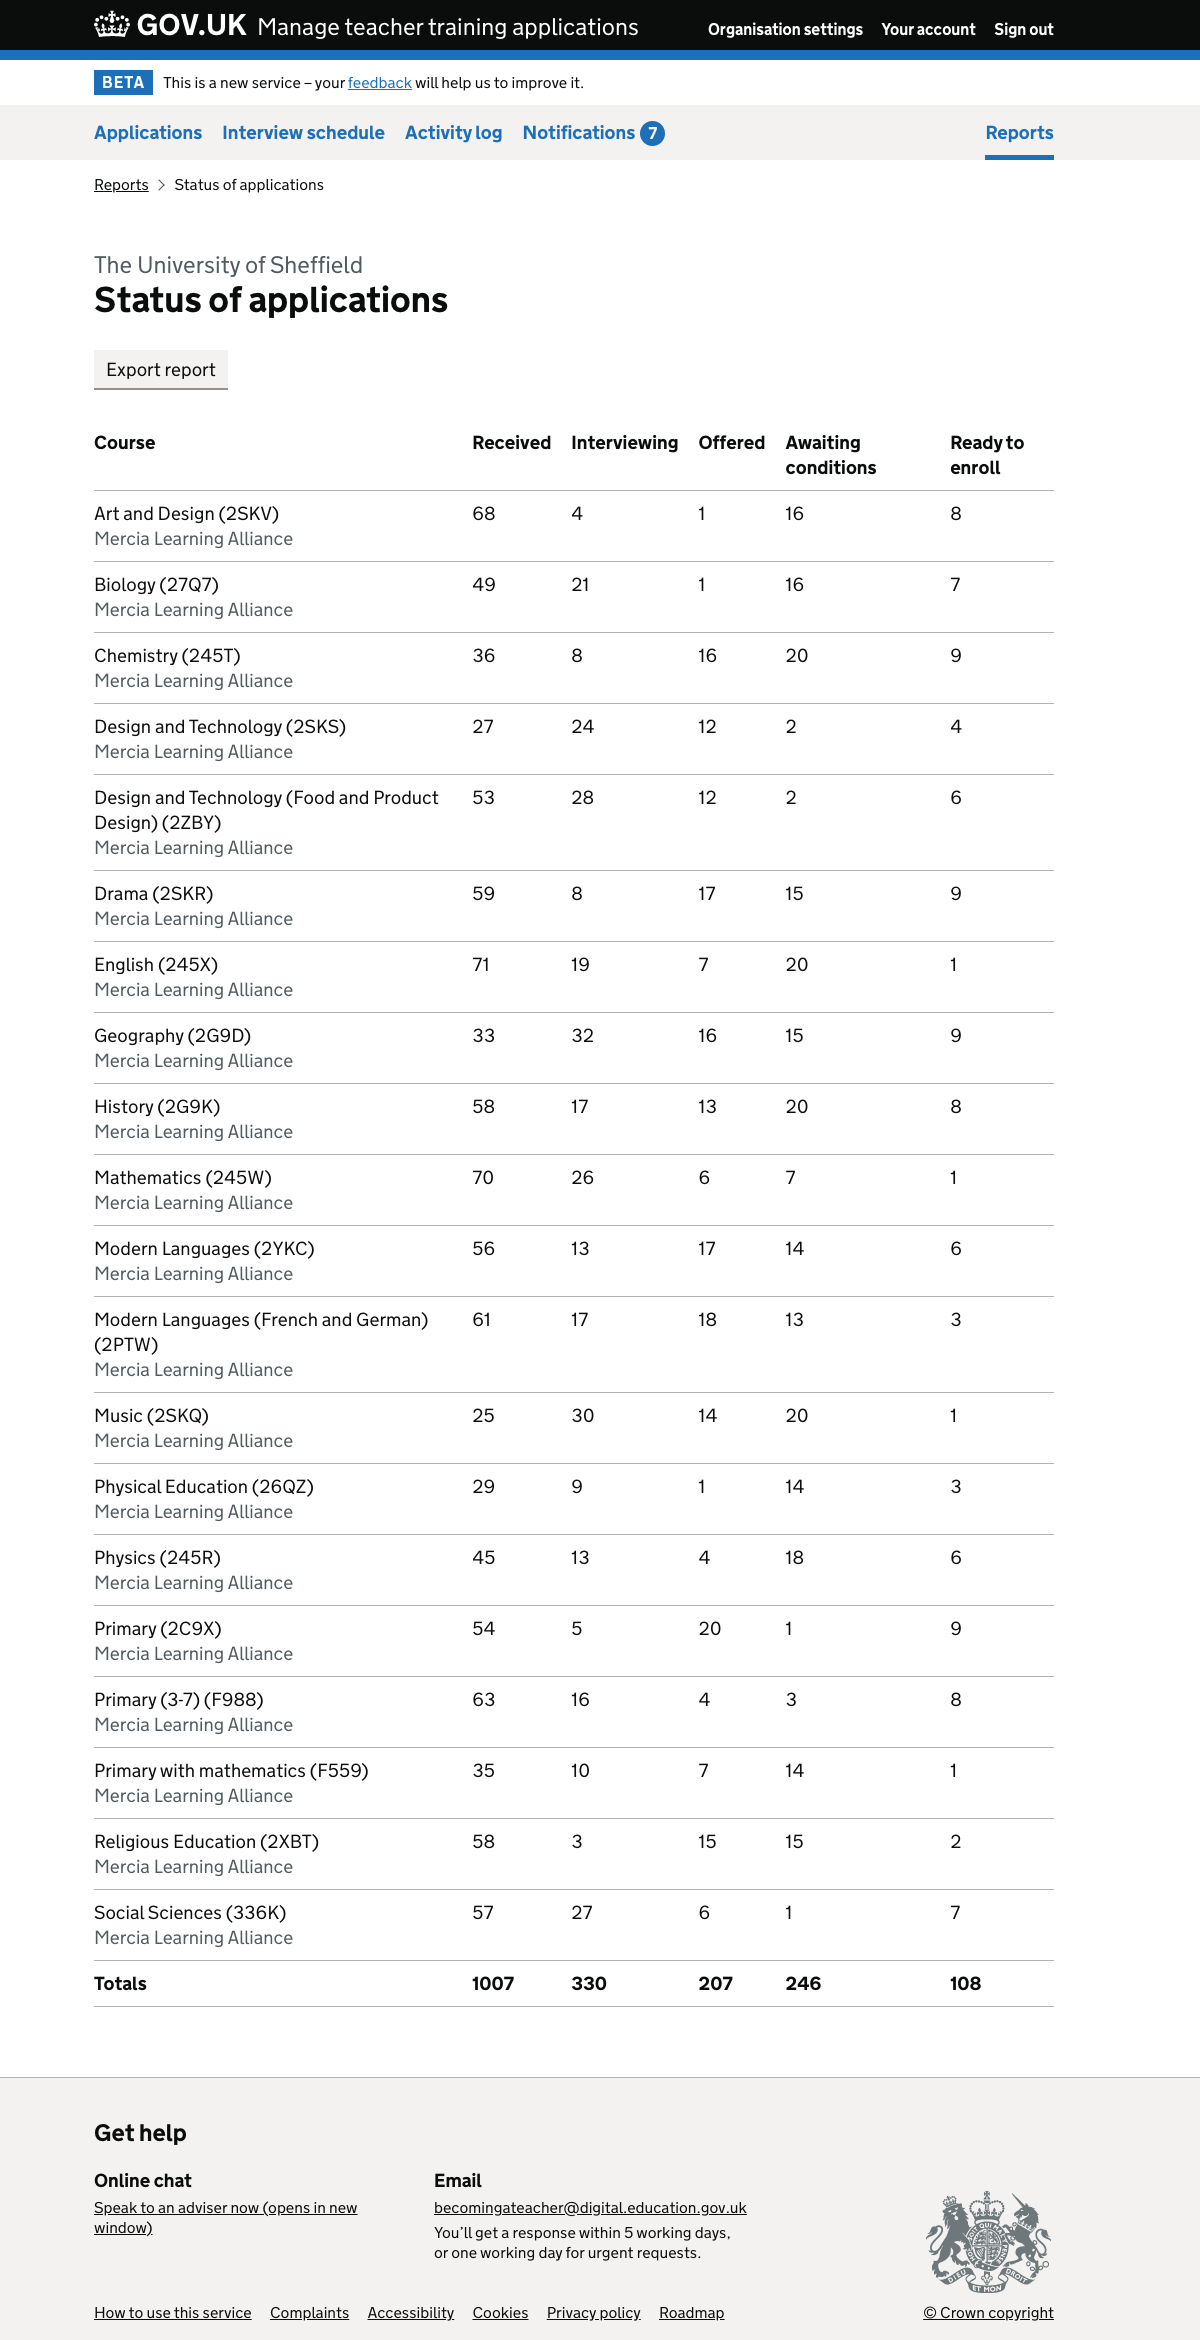 GOV.UK Manage teacher training applications Organisation settings Your account Sign out
BETA This is a new service – your feedback will help us to improve it.
Applications Interview schedule Activity log Notifications 7 Reports
Reports Status of applications
The University of Sheffield
Status of applications
Export report
Course Received Interviewing Offered Awaiting conditions Ready to enroll
Art and Design (2SKV) 68 4 1 16 8
Mercia Learning Alliance
Biology (27Q7) 49 21 1 16 7
Mercia Learning Alliance
Chemistry (245T) 36 8 16 20 9
Mercia Learning Alliance
Design and Technology (2SKS) 27 24 12 2 4
Mercia Learning Alliance
Design and Technology (Food and Product 53 28 12 2 6
Design) (2ZBY)
Mercia Learning Alliance
Drama (2SKR) 59 8 17 15 9
Mercia Learning Alliance
English (245X) 71 19 7 20 1
Mercia Learning Alliance
Geography (2G9D) 33 32 16 15 9
Mercia Learning Alliance
History (2G9K) 58 17 13 20 8
Mercia Learning Alliance
Mathematics (245W) 70 26 6 7 1
Mercia Learning Alliance
Modern Languages (2YKC) 56 13 17 14 6
Mercia Learning Alliance
Modern Languages (French and German) 61 17 18 13 3
(2PTW)
Mercia Learning Alliance
Music (2SKQ) 25 30 14 20 1
Mercia Learning Alliance
Physical Education (26QZ) 29 9 1 14 3
Mercia Learning Alliance
Physics (245R) 45 13 4 18 6
Mercia Learning Alliance
Primary (2C9X) 54 5 20 1 9
Mercia Learning Alliance
Primary (3-7) (F988) 63 16 4 3 8
Mercia Learning Alliance
Primary with mathematics (F559) 35 10 7 14 1
Mercia Learning Alliance
Religious Education (2XBT) 58 3 15 15 2
Mercia Learning Alliance
Social Sciences (336K) 57 27 6 1 7
Mercia Learning Alliance
Totals 1007 330 207 246 108
Get help
Online chat
Speak to an adviser now (opens in new
window)
Email
becomingateacher@digital.education.gov.uk
You’ll get a response within 5 working days,
or one working day for urgent requests.
DIEU ET MON DROIT
How to use this service Complaints Accessibility Cookies Privacy policy Roadmap © Crown copyright